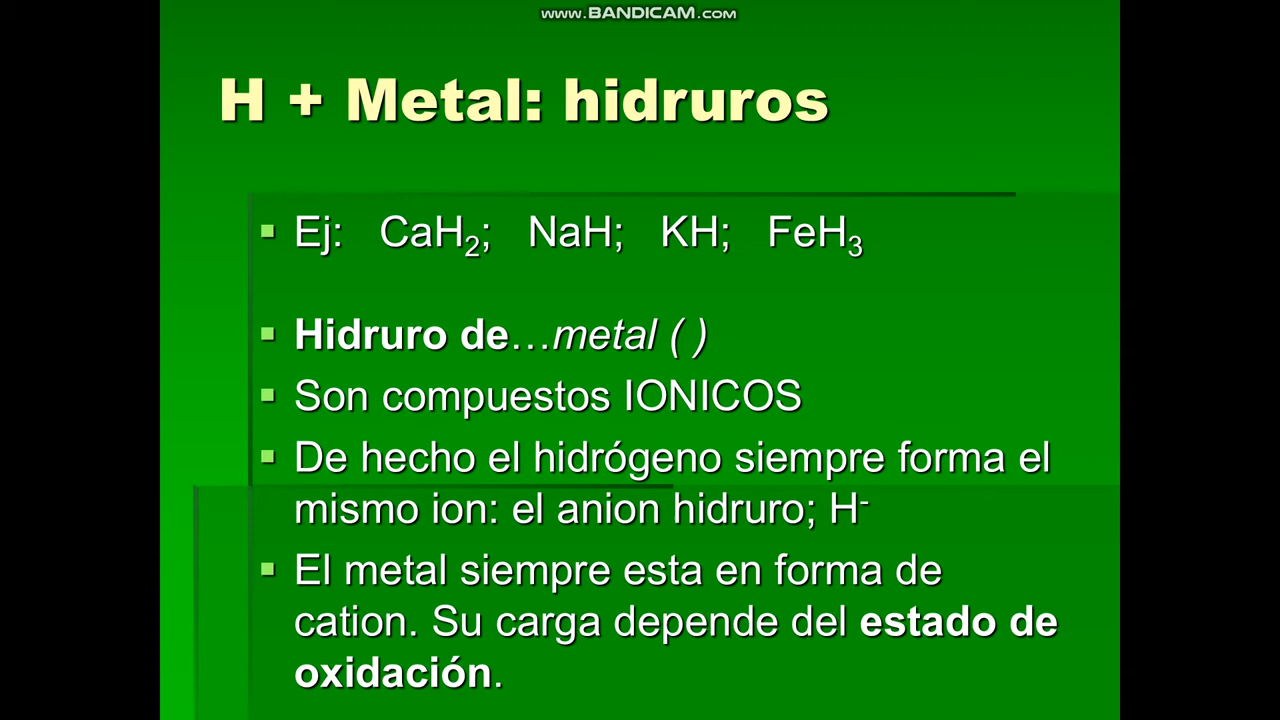 www.BANDICAM.com
H + Metal: hidruros
Ej: CaH₂; NaH; KH; FeH₃
Hidruro de…metal ( )
Son compuestos IONICOS
De hecho el hidrógeno siempre forma el
mismo ion: el anion hidruro; H⁻
El metal siempre esta en forma de
cation. Su carga depende del estado de
oxidación.